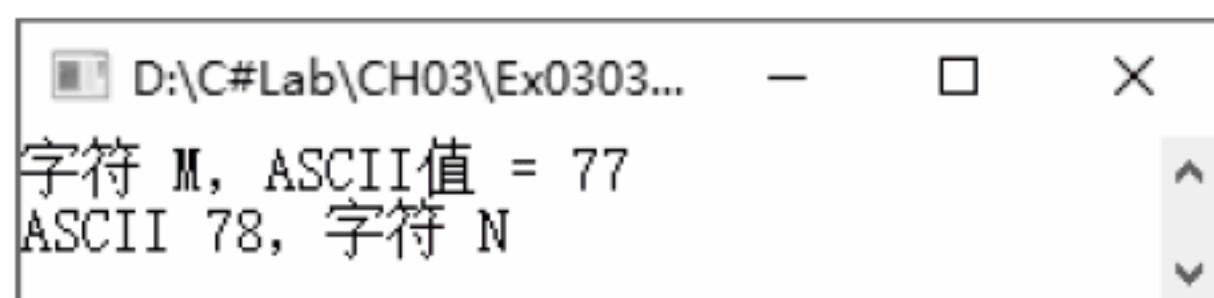 D:\C#Lab\CH03\Ex0303...
字符 M, ASCII值 = 77
ASCII 78, 字符 N